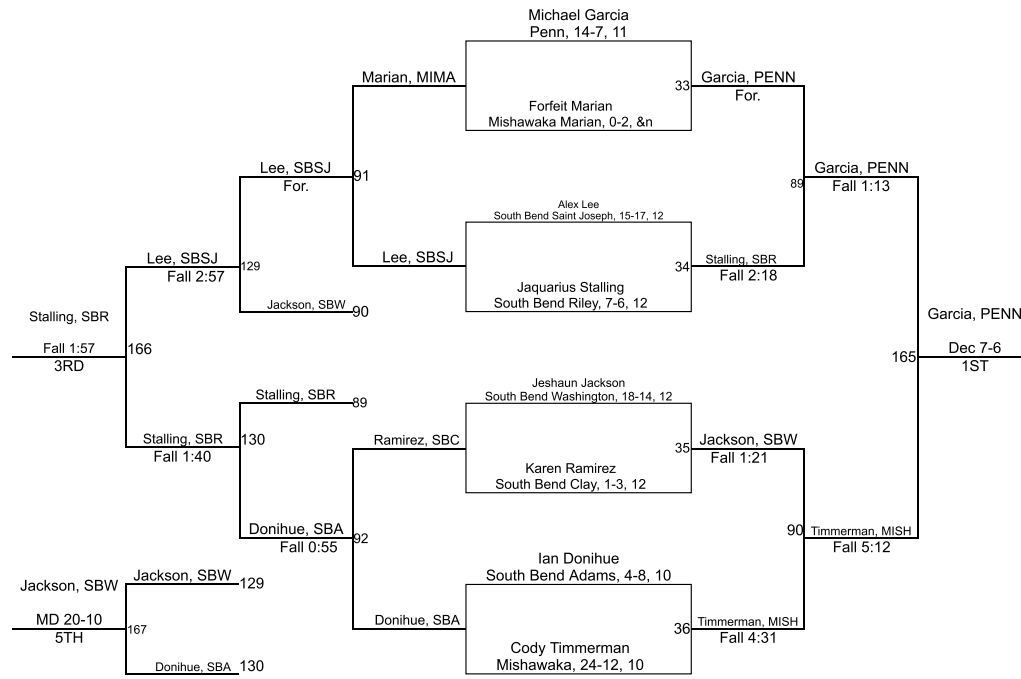 Michael Garcia
Penn, 14-7, 11
Marian, MIMA
33
Garcia, PENN
For.
Forfeit Marian
Mishawaka Marian, 0-2, &n
Lee, SBSJ
For.
91
89
Garcia, PENN
Fall 1:13
Alex Lee
South Bend Saint Joseph, 15-17, 12
Lee, SBSJ
Fall 2:57
129
Lee, SBSJ
34
Stalling, SBR
Fall 2:18
Jaquarius Stalling
South Bend Riley, 7-6, 12
Jackson, SBW
90
Stalling, SBR
Fall 1:57
3RD
166
165
Garcia, PENN
Dec 7-6
1ST
Jeshaun Jackson
South Bend Washington, 18-14, 12
Stalling, SBR
89
Stalling, SBR
Fall 1:40
130
Ramirez, SBC
35
Jackson, SBW
Fall 1:21
Karen Ramirez
South Bend Clay, 1-3, 12
Donihue, SBA
Fall 0:55
92
90
Timmerman, MISH
Fall 5:12
Ian Donihue
South Bend Adams, 4-8, 10
Jackson, SBW
MD 20-10
5TH
Jackson, SBW
129
167
Donihue, SBA
130
Donihue, SBA
36
Timmerman, MISH
Fall 4:31
Cody Timmerman
Mishawaka, 24-12, 10